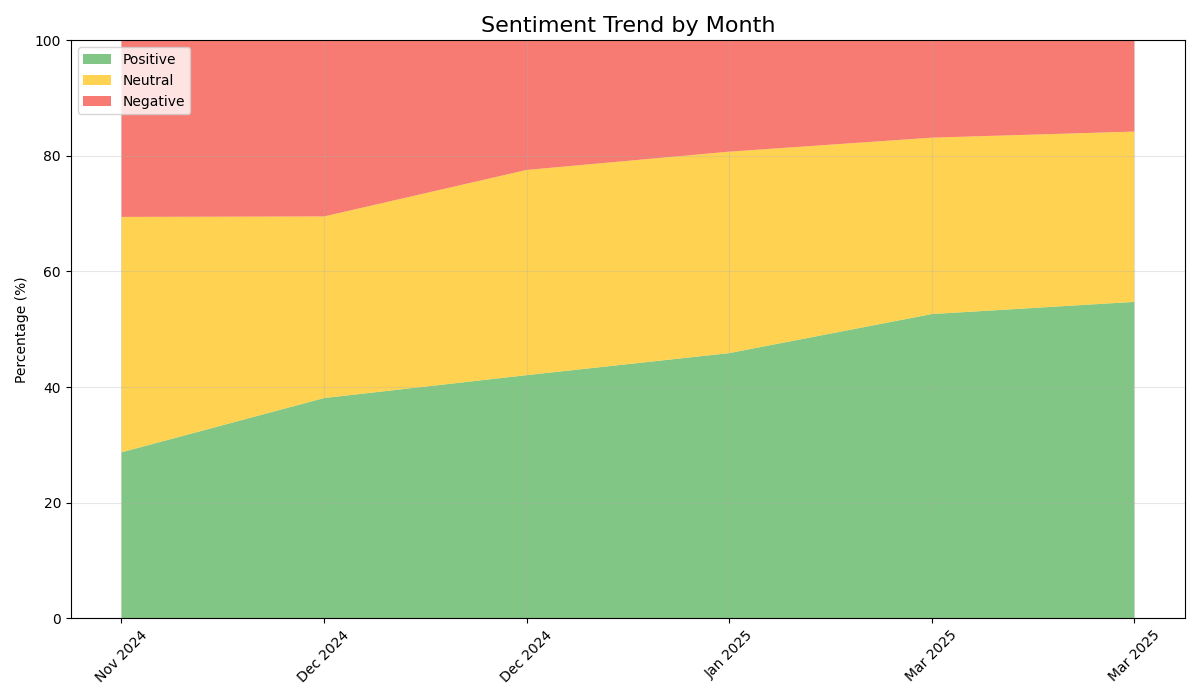 Sentiment Trend by Month
Positive
Neutral
Negative
Percentage (%)
100
80
60
40
20
0
Nov 2024
Dec 2024
Dec 2024
Jan 2025
Mar 2025
Mar 2025